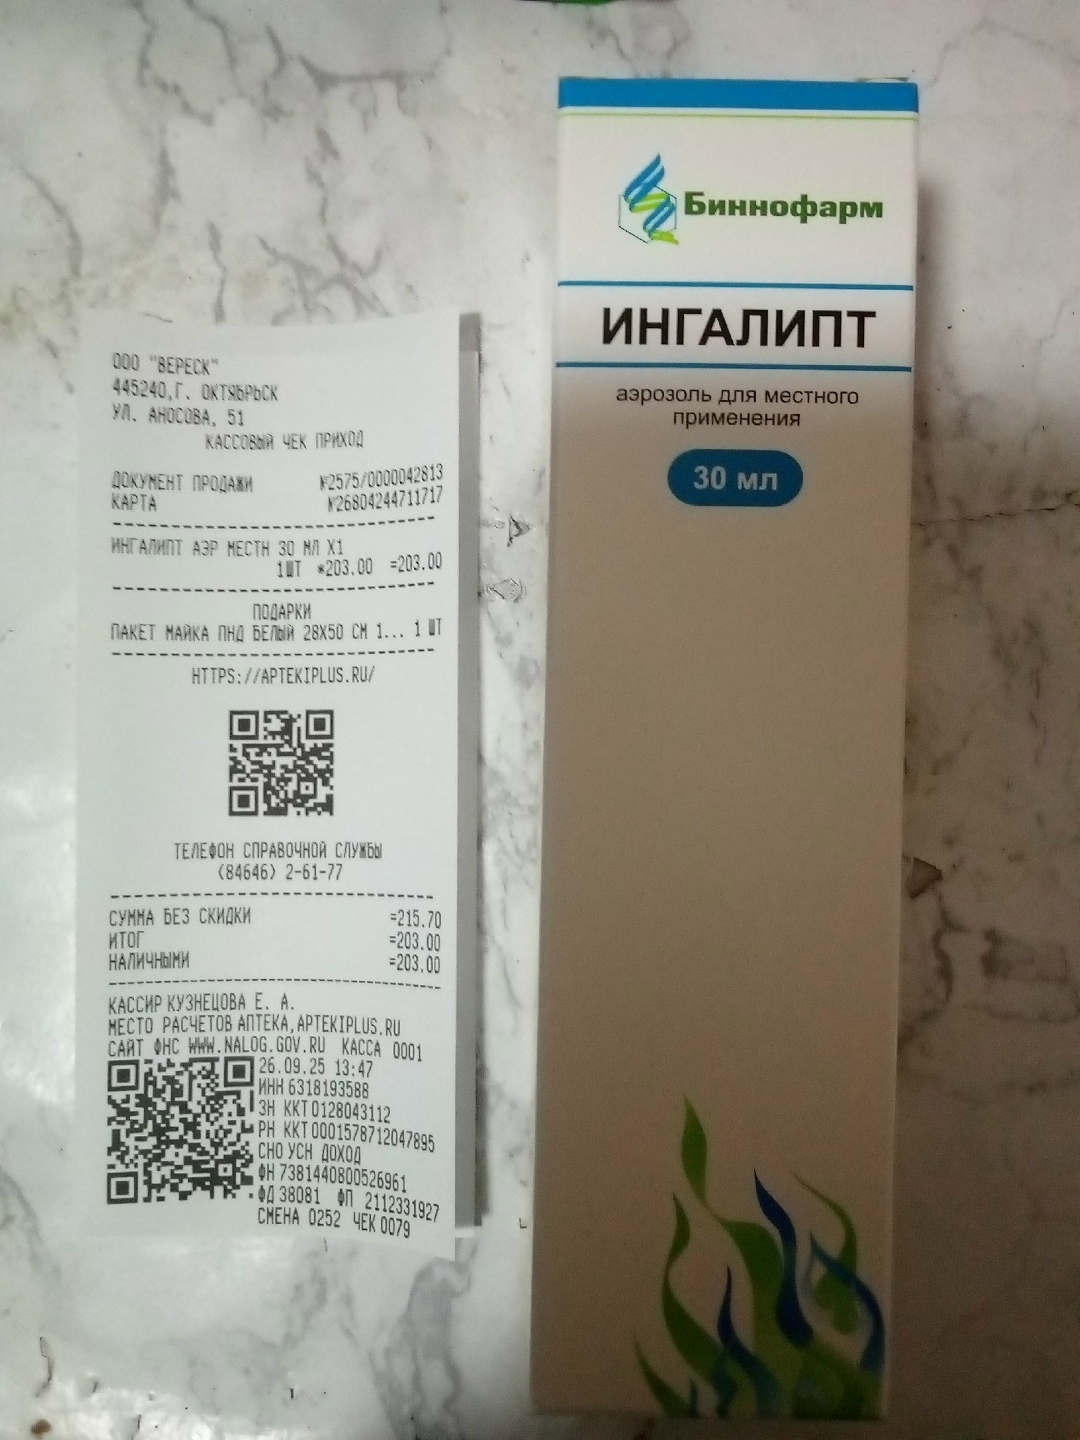 ООО "ВЕРЕСК"
445240,Г. ОКТЯБРЬСК
УЛ. АНОСОВА, 51
КАССОВЫЙ ЧЕК ПРИХОД
ДОКУМЕНТ ПРОДАЖИ №2575/0000042813
КАРТА №26804244711717
ИНГАЛИПТ АЭР МЕСТН 30 МЛ X1
1ШТ *203.00 =203.00
ПОДАРКИ
ПАКЕТ МАЙКА ПНД БЕЛЫЙ 28X50 СМ 1... 1 ШТ
HTTPS://APTEKIPLUS.RU/
ТЕЛЕФОН СПРАВОЧНОЙ СЛУЖБЫ
(84646) 2-61-77
СУММА БЕЗ СКИДКИ =215.70
ИТОГ =203.00
НАЛИЧНЫМИ =203.00
КАССИР КУЗНЕЦОВА Е. А.
МЕСТО РАСЧЕТОВ АПТЕКА,APTEKIPLUS.RU
САЙТ ФНС WWW.NALOG.GOV.RU КАССА 0001
26.09.25 13:47
ИНН 6318193588
ЗН ККТ 0128043112
РН ККТ 0001578712047895
СНО УСН ДОХОД
ФН 7381440800526961
ФД 38081 ФП 2112331927
СМЕНА 0252 ЧЕК 0079
Биннофарм
ИНГАЛИПТ
аэрозоль для местного
применения
30 мл